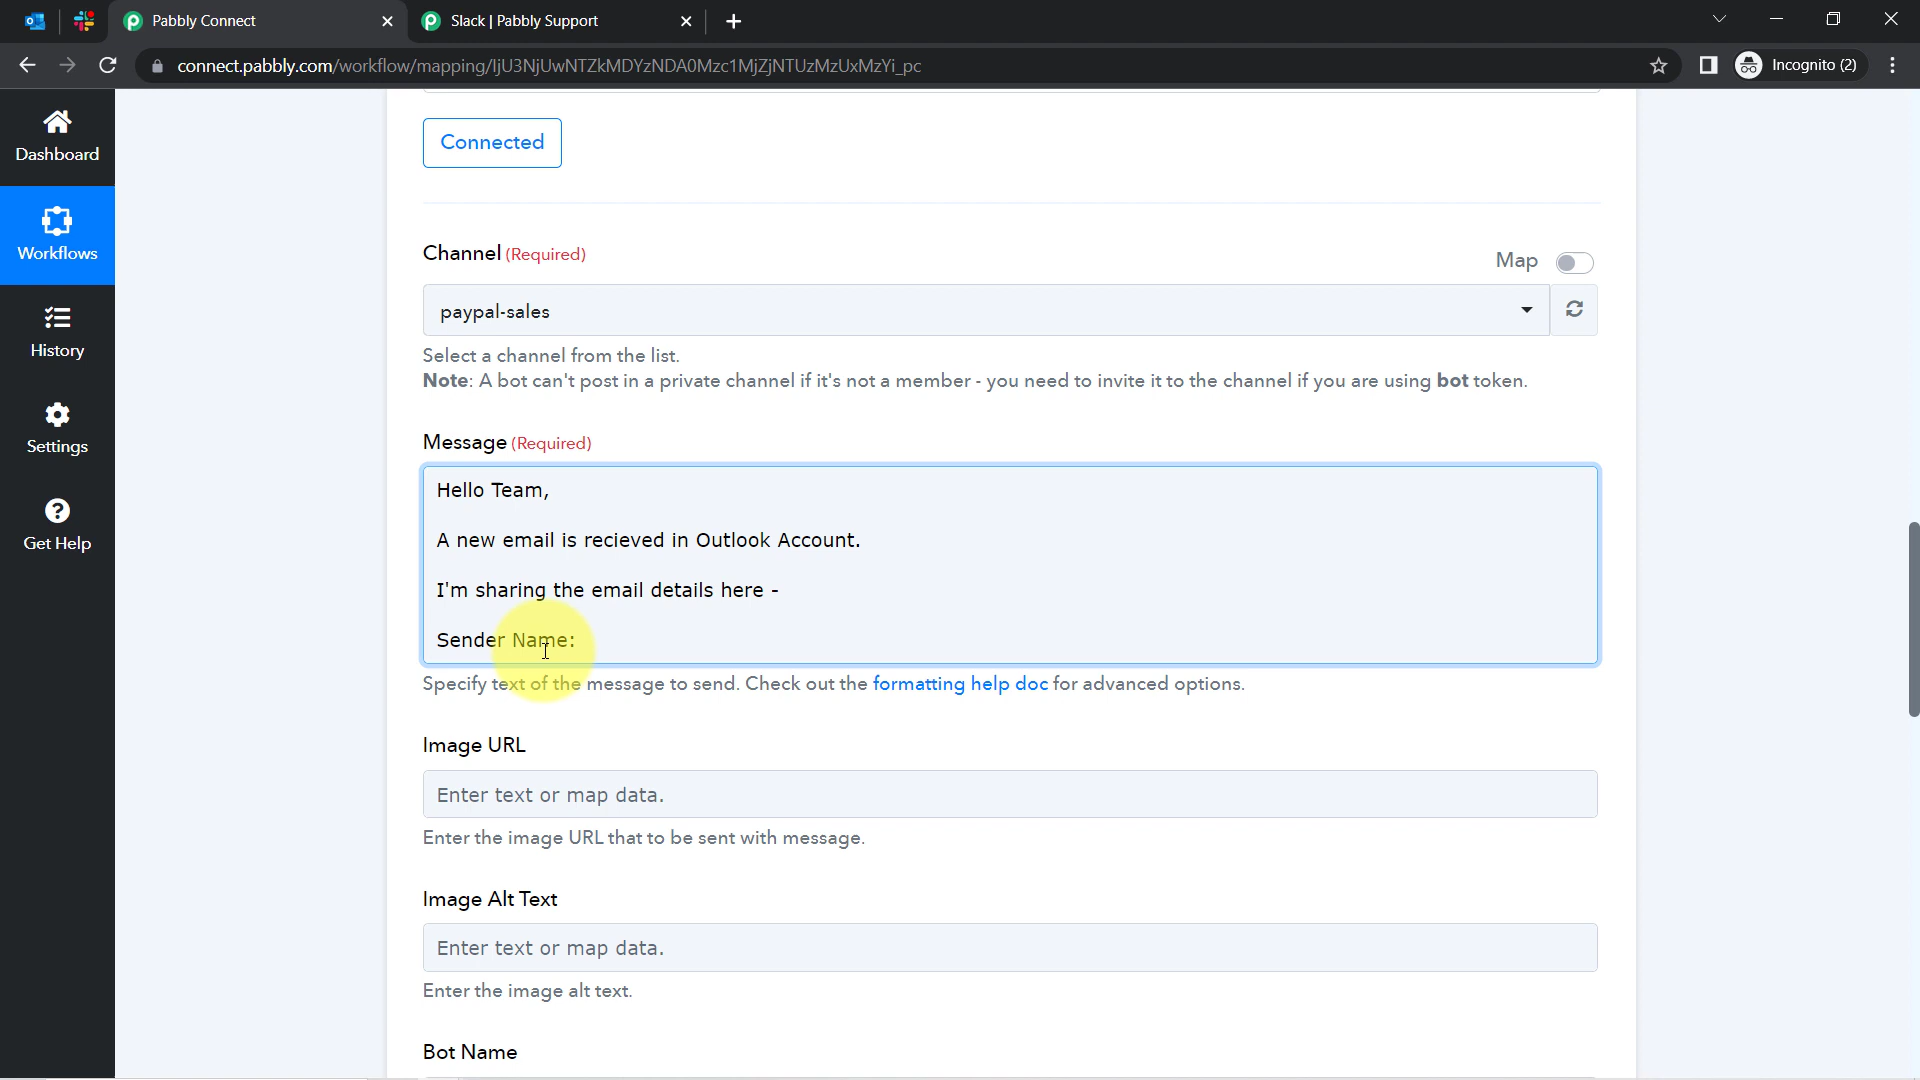 Pabbly Connect
Slack | Pabbly Support
connect.pabbly.com/workflow/mapping/IjU3NjUwNTZkMDYzNDA0Mzc1MjZjNTUzMzUxMzYi_pc
Incognito (2)
Dashboard
Workflows
History
Settings
Get Help
Connected
Channel (Required)
Map
paypal-sales
Select a channel from the list.
Note: A bot can't post in a private channel if it's not a member - you need to invite it to the channel if you are using bot token.
Message (Required)
Hello Team,
A new email is recieved in Outlook Account.
I'm sharing the email details here -
Sender Name:
Specify text of the message to send. Check out the formatting help doc for advanced options.
Image URL
Enter text or map data.
Enter the image URL that to be sent with message.
Image Alt Text
Enter text or map data.
Enter the image alt text.
Bot Name